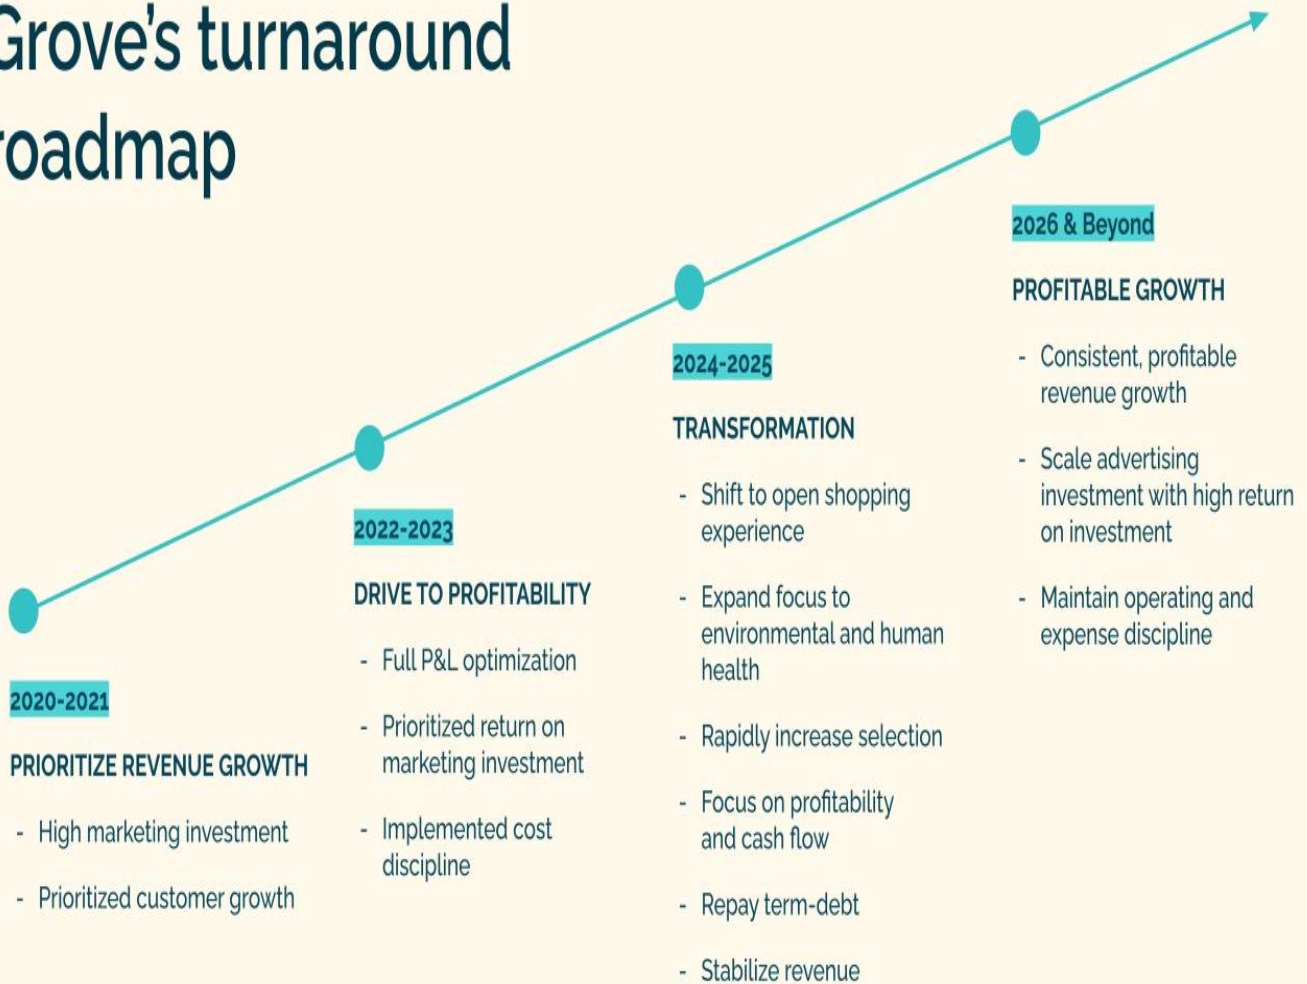 Grove’s turnaround
roadmap
2020-2021
PRIORITIZE REVENUE GROWTH
- High marketing investment
- Prioritized customer growth
2022-2023
DRIVE TO PROFITABILITY
- Full P&L optimization
- Prioritized return on
marketing investment
- Implemented cost
discipline
2024-2025
TRANSFORMATION
- Shift to open shopping
experience
- Expand focus to
environmental and human
health
- Rapidly increase selection
- Focus on profitability
and cash flow
- Repay term-debt
- Stabilize revenue
2026 & Beyond
PROFITABLE GROWTH
- Consistent, profitable
revenue growth
- Scale advertising
investment with high return
on investment
- Maintain operating and
expense discipline